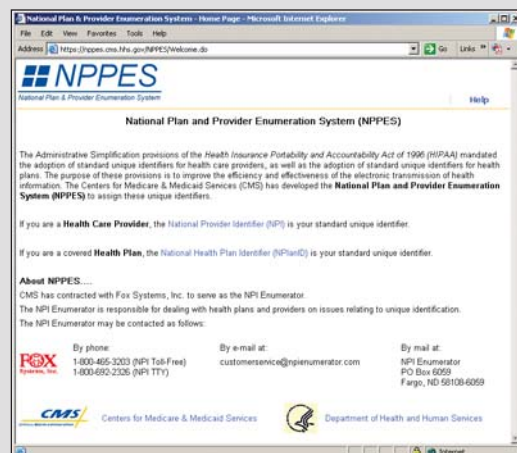 National Plan & Provider Enumeration System - Home Page - Microsoft Internet Explorer
File Edit View Favorites Tools Help
Address https://nppes.cms.hhs.gov/NPPES/Welcome.do Go Links »
NPPES
National Plan & Provider Enumeration System
Help
National Plan and Provider Enumeration System (NPPES)
The Administrative Simplification provisions of the Health Insurance Portability and Accountability Act of 1996 (HIPAA) mandated
the adoption of standard unique identifiers for health care providers, as well as the adoption of standard unique identifiers for health
plans. The purpose of these provisions is to improve the efficiency and effectiveness of the electronic transmission of health
information. The Centers for Medicare & Medicaid Services (CMS) has developed the National Plan and Provider Enumeration
System (NPPES) to assign these unique identifiers.
If you are a Health Care Provider, the National Provider Identifier (NPI) is your standard unique identifier.
If you are a covered Health Plan, the National Health Plan Identifier (NPlanID) is your standard unique identifier.
About NPPES....
CMS has contracted with Fox Systems, Inc. to serve as the NPI Enumerator.
The NPI Enumerator is responsible for dealing with health plans and providers on issues relating to unique identification.
The NPI Enumerator may be contacted as follows:
By phone: By e-mail at: By mail at:
FOX
Systems, Inc.
1-800-465-3203 (NPI Toll-Free) customerservice@npienumerator.com NPI Enumerator
1-800-692-2326 (NPI TTY) PO Box 6059
Fargo, ND 58108-6059
CMS Centers for Medicare & Medicaid Services Department of Health and Human Services
Internet